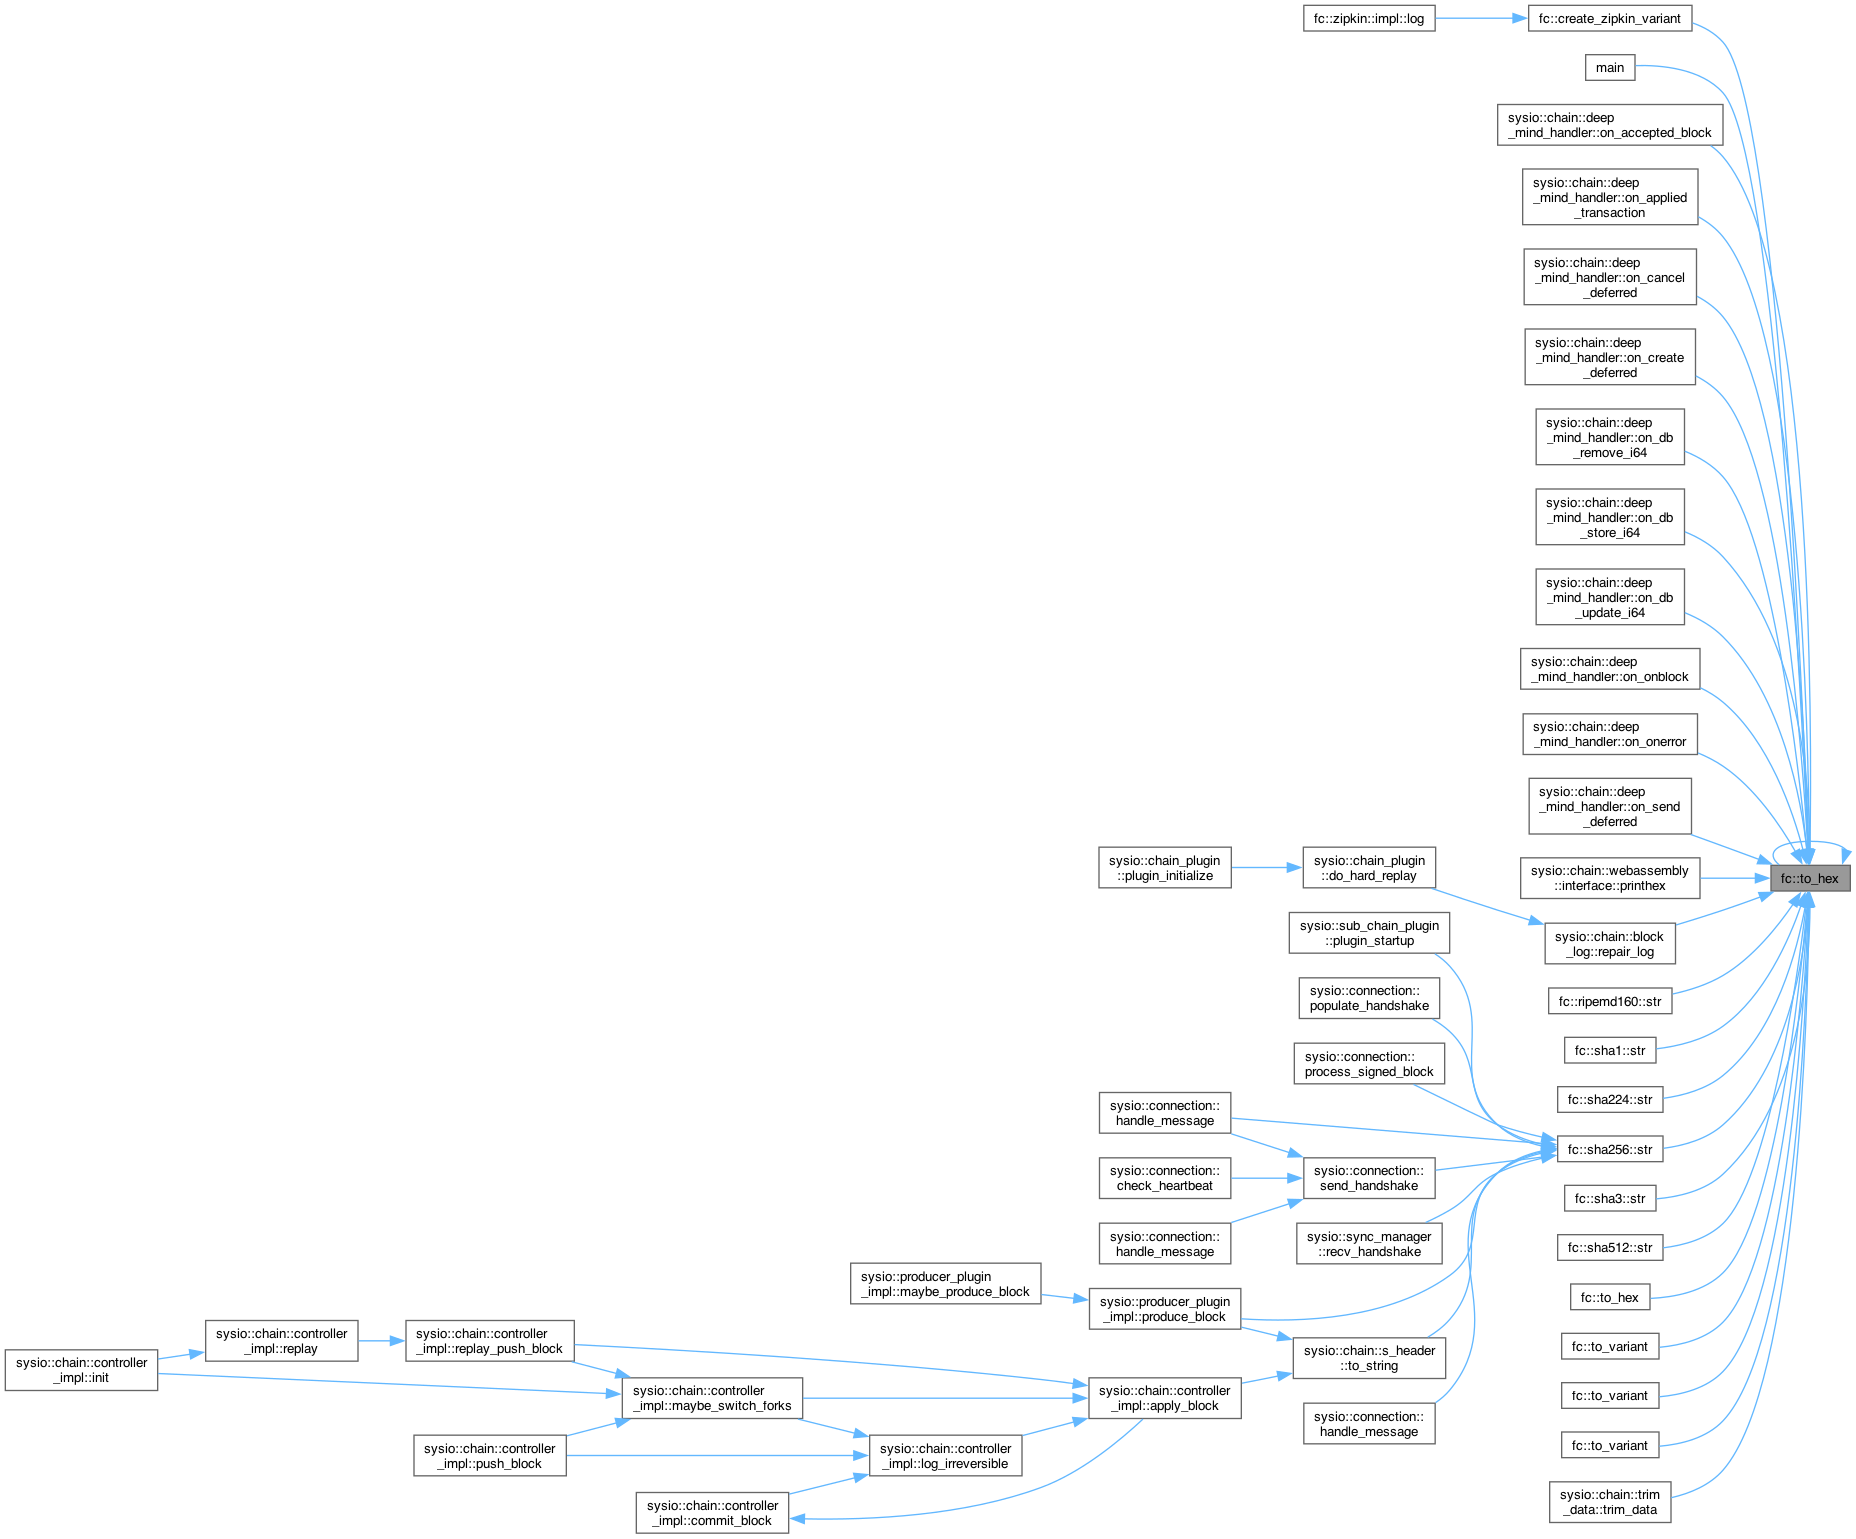 fc::zipkin::impl::log
fc::create_zipkin_variant
main
sysio::chain::deep
_mind_handler::on_accepted_block
sysio::chain::deep
_mind_handler::on_applied
_transaction
sysio::chain::deep
_mind_handler::on_cancel
_deferred
sysio::chain::deep
_mind_handler::on_create
_deferred
sysio::chain::deep
_mind_handler::on_db
_remove_i64
sysio::chain::deep
_mind_handler::on_db
_store_i64
sysio::chain::deep
_mind_handler::on_db
_update_i64
sysio::chain::deep
_mind_handler::on_onblock
sysio::chain::deep
_mind_handler::on_onerror
sysio::chain::deep
_mind_handler::on_send
_deferred
sysio::chain_plugin
::plugin_initialize
sysio::chain_plugin
::do_hard_replay
sysio::chain::webassembly
::interface::printhex
fc::to_hex
sysio::sub_chain_plugin
::plugin_startup
sysio::chain::block
_log::repair_log
sysio::connection::
populate_handshake
fc::ripemd160::str
sysio::connection::
process_signed_block
fc::sha1::str
fc::sha224::str
sysio::connection::
handle_message
fc::sha256::str
sysio::connection::
check_heartbeat
sysio::connection::
send_handshake
fc::sha3::str
sysio::connection::
handle_message
sysio::sync_manager
::recv_handshake
fc::sha512::str
sysio::producer_plugin
_impl::maybe_produce_block
sysio::producer_plugin
_impl::produce_block
fc::to_hex
sysio::chain::controller
_impl::init
sysio::chain::controller
_impl::replay
sysio::chain::controller
_impl::replay_push_block
sysio::chain::s_header
::to_string
fc::to_variant
sysio::chain::controller
_impl::maybe_switch_forks
sysio::chain::controller
_impl::apply_block
fc::to_variant
sysio::connection::
handle_message
fc::to_variant
sysio::chain::controller
_impl::push_block
sysio::chain::controller
_impl::log_irreversible
sysio::chain::controller
_impl::commit_block
sysio::chain::trim
_data::trim_data